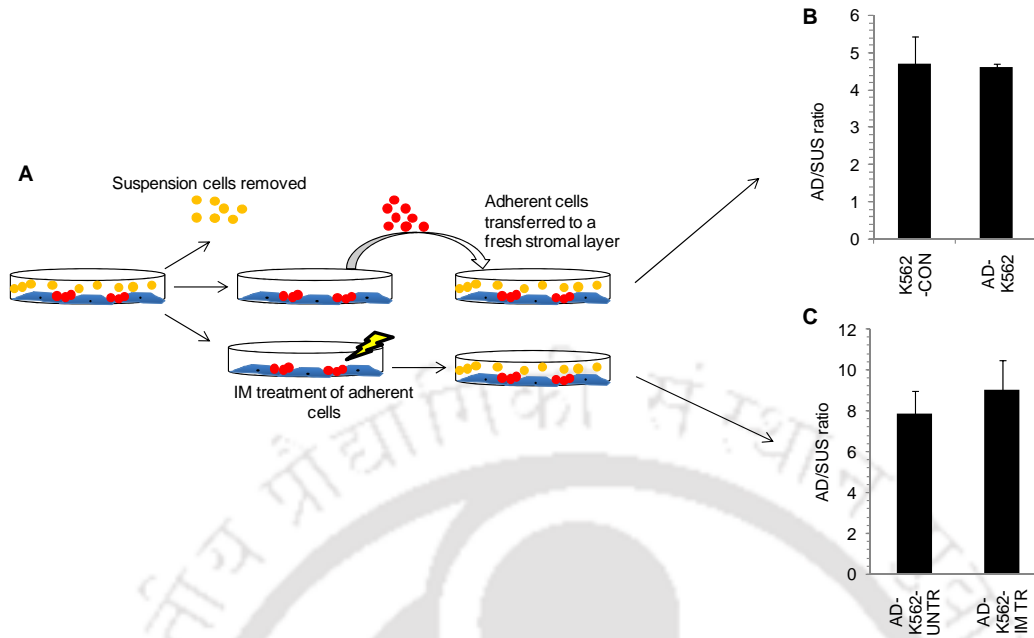 A
Suspension cells removed
Adherent cells
transferred to a
fresh stromal layer
IM treatment of adherent
cells
B
AD/SUS ratio
6
5
4
3
2
1
0
K562
-CON
AD-
K562
C
AD/SUS ratio
12
10
8
6
4
2
0
AD-
K562-
UNTR
AD-
K562-
IM TR